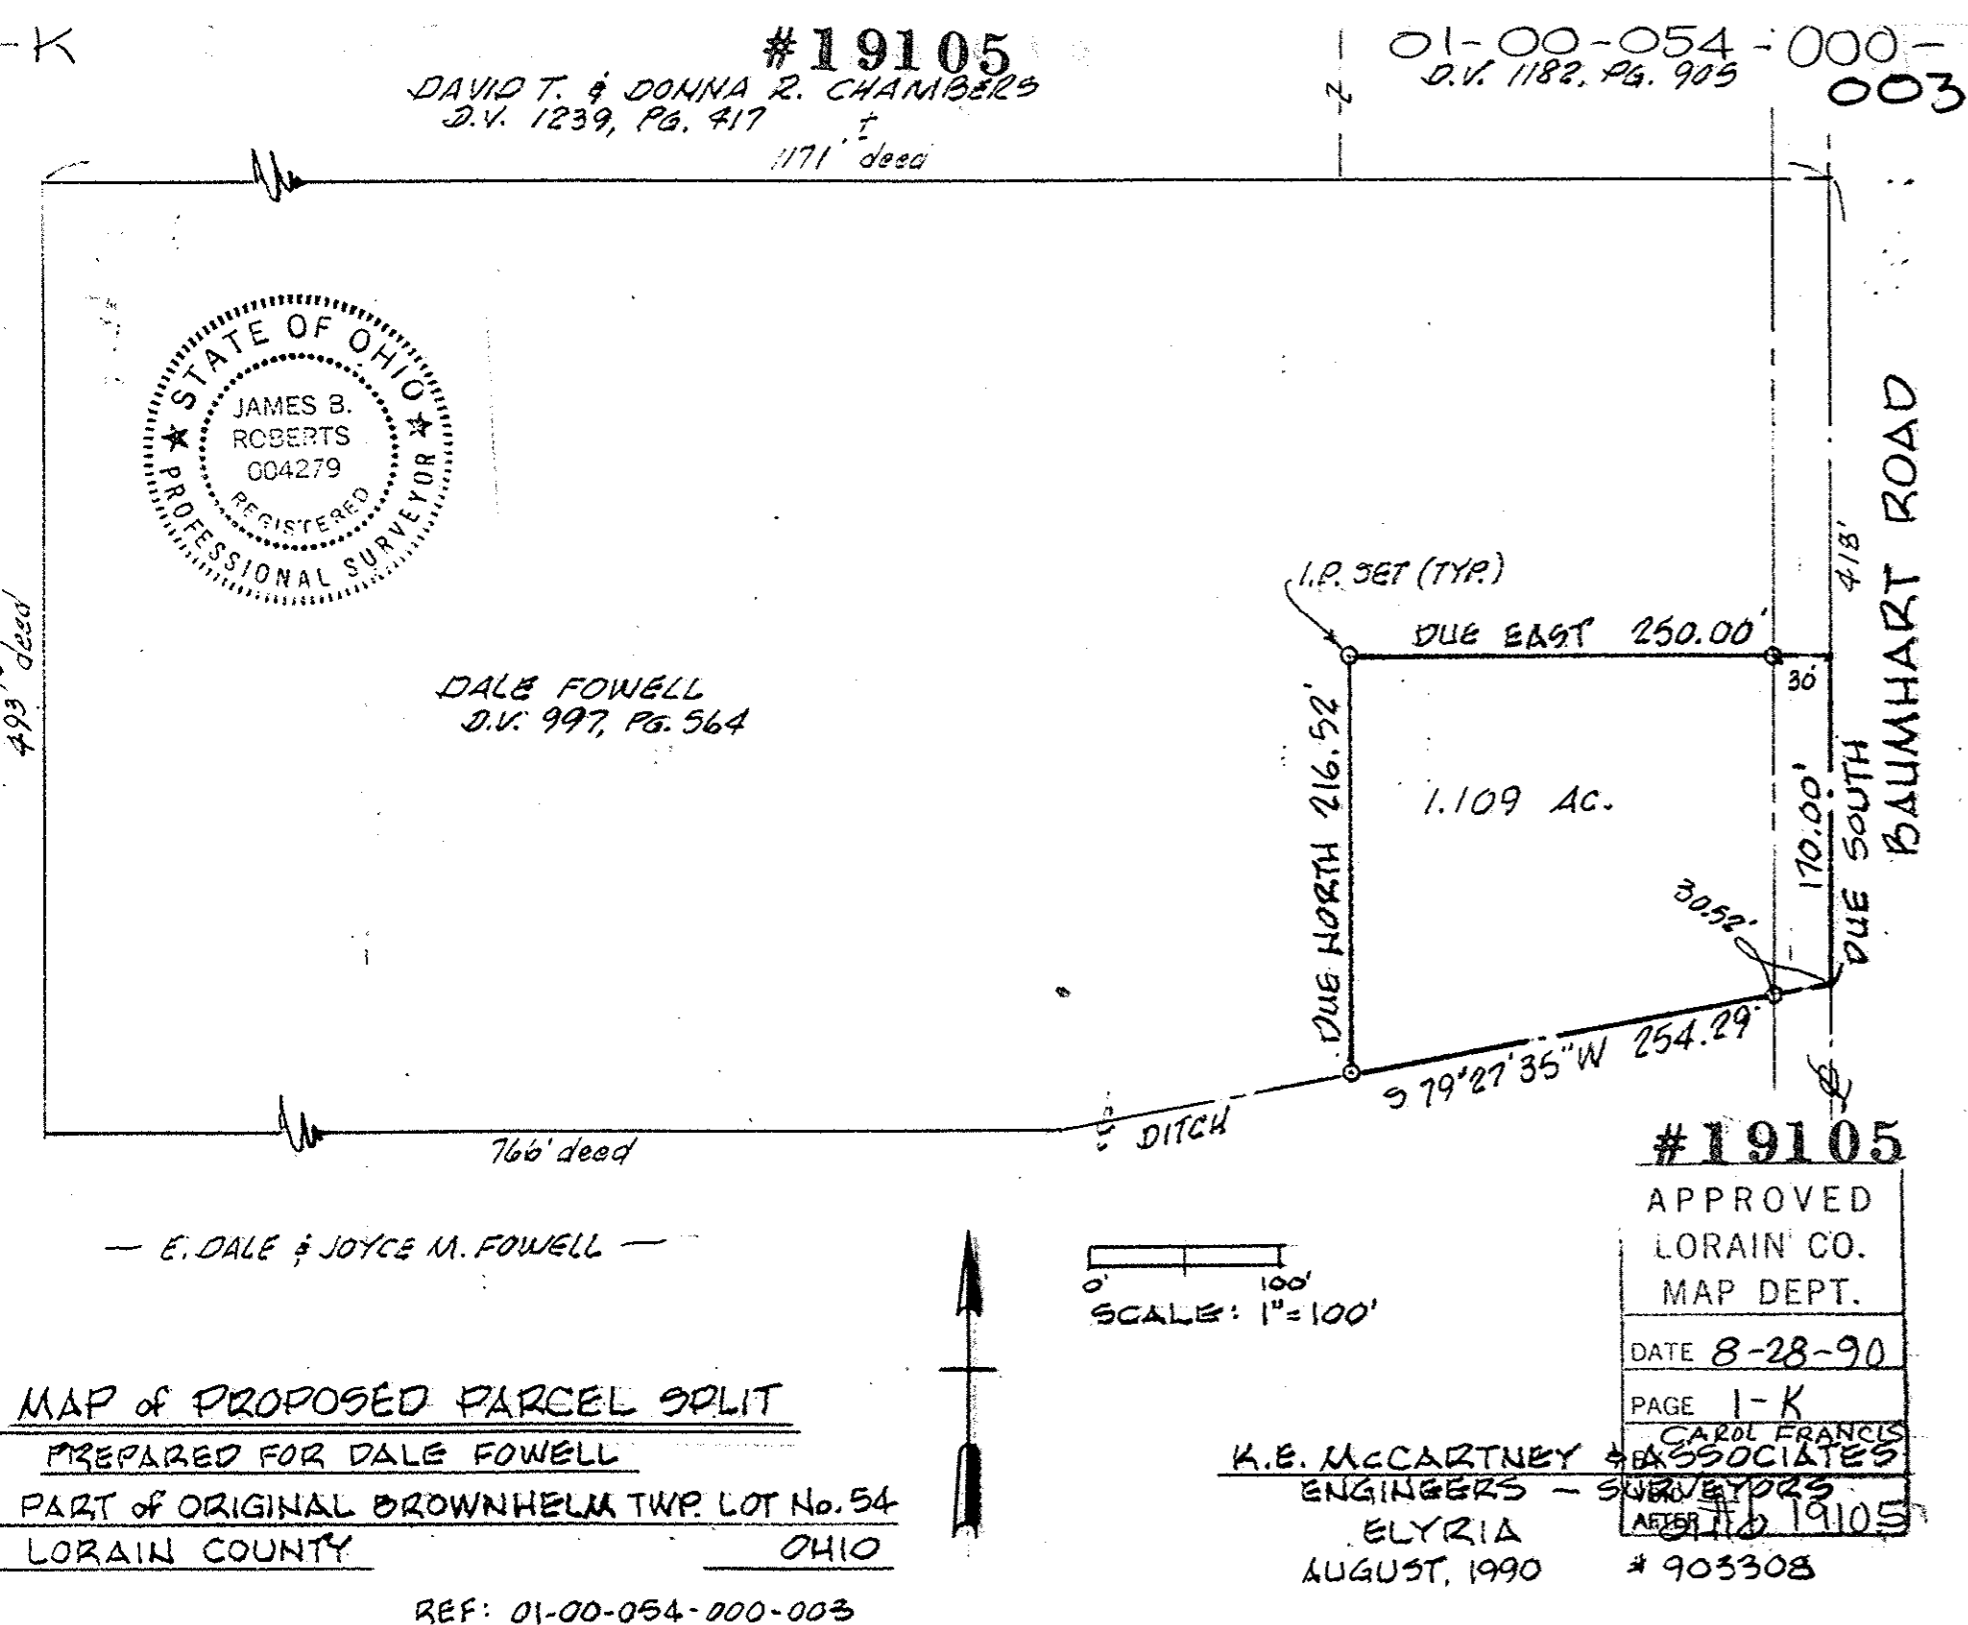 -K
#19105
01-00-054-000-
003
DAVID T. & DONNA R. CHAMBERS
D.V. 1239, PG. 417
D.V. 1182, PG. 905
1171' ± deed
STATE OF OHIO
JAMES B.
ROBERTS
004279
REGISTERED
PROFESSIONAL SURVEYOR
493' deed
DALE FOWELL
D.V. 997, PG. 564
I.P. SET (TYP.)
DUE EAST 250.00'
30'
418'
BAUMHART ROAD
DUE NORTH 216.52'
1.109 AC.
170.00'
DUE SOUTH
30.52'
S 79°27'35"W 254.29'
DITCH
766' deed
— E. DALE & JOYCE M. FOWELL —
0' 100'
SCALE: 1"=100'
#19105
APPROVED
LORAIN CO.
MAP DEPT.
DATE 8-28-90
PAGE 1-K
CAROL FRANCIS
AFTER 19105
MAP of PROPOSED PARCEL SPLIT
PREPARED FOR DALE FOWELL
PART of ORIGINAL BROWNHELM TWP. LOT No. 54
LORAIN COUNTY OHIO
REF: 01-00-054-000-003
K.E. McCARTNEY & ASSOCIATES
ENGINEERS – SURVEYORS
ELYRIA OHIO
AUGUST, 1990 # 903308